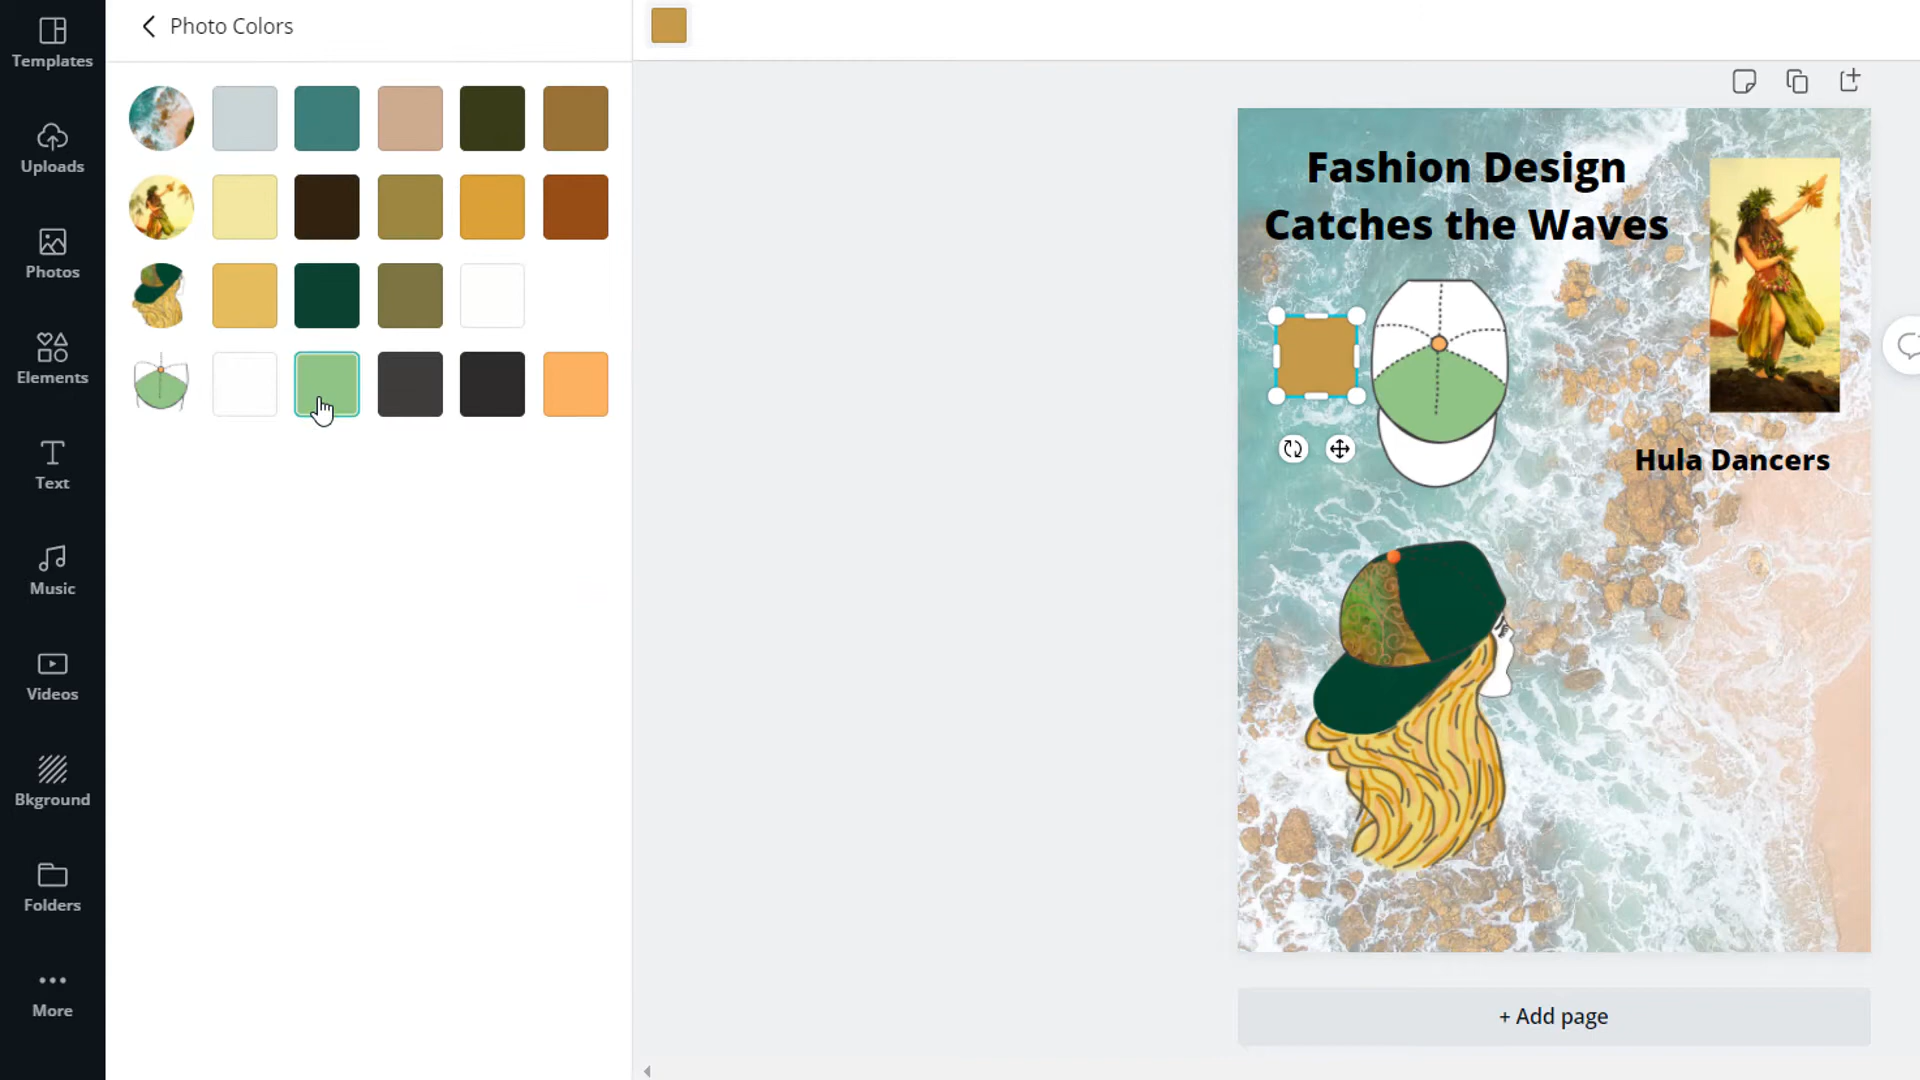 Templates
Uploads
Photos
Elements
Text
Music
Videos
Bkground
Folders
More
Photo Colors
Fashion Design
Catches the Waves
Hula Dancers
+ Add page